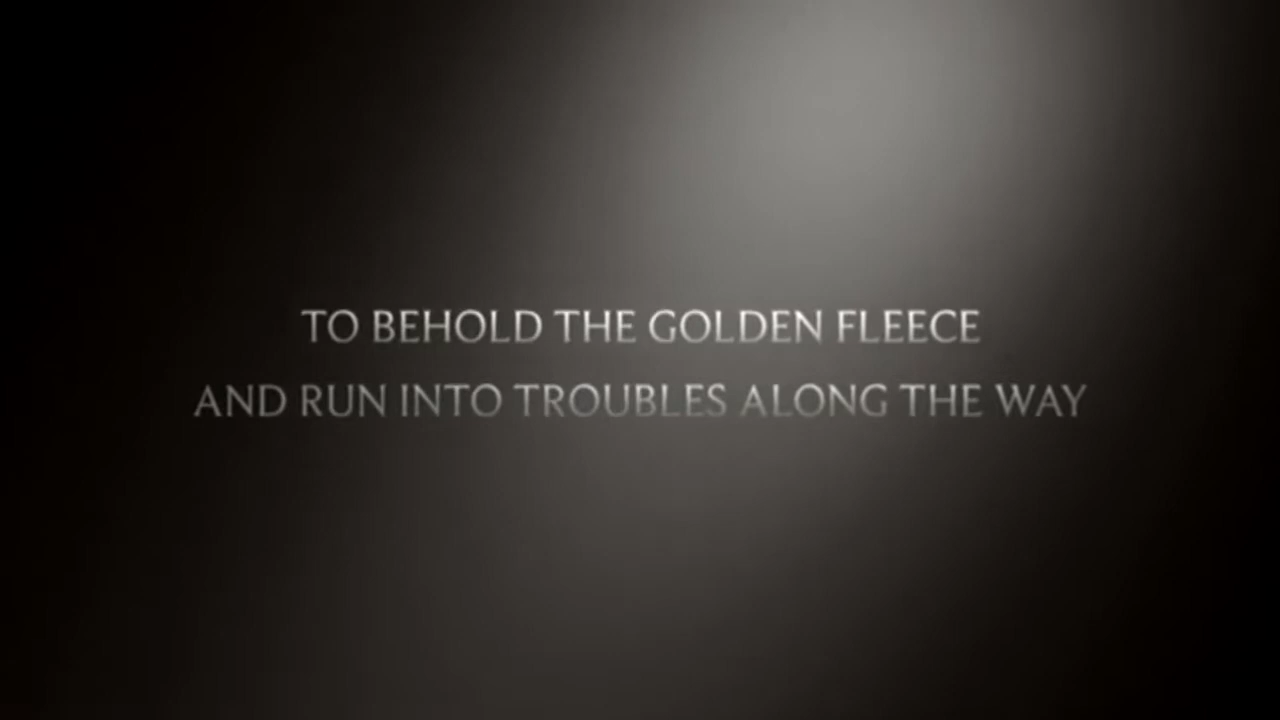 TO BEHOLD THE GOLDEN FLEECE
AND RUN INTO TROUBLES ALONG THE WAY